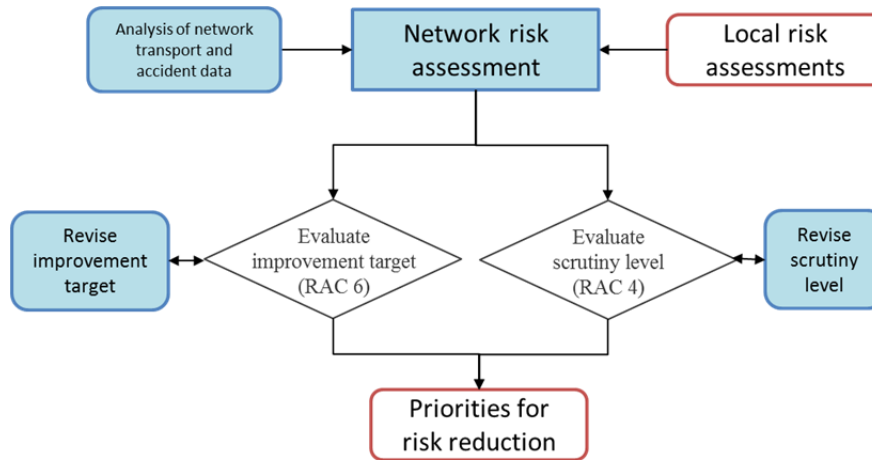 Analysis of network
transport and
accident data
Network risk
assessment
Local risk
assessments
Revise
improvement
target
Evaluate
improvement target
(RAC 6)
Evaluate
scrutiny level
(RAC 4)
Revise
scrutiny
level
Priorities for
risk reduction